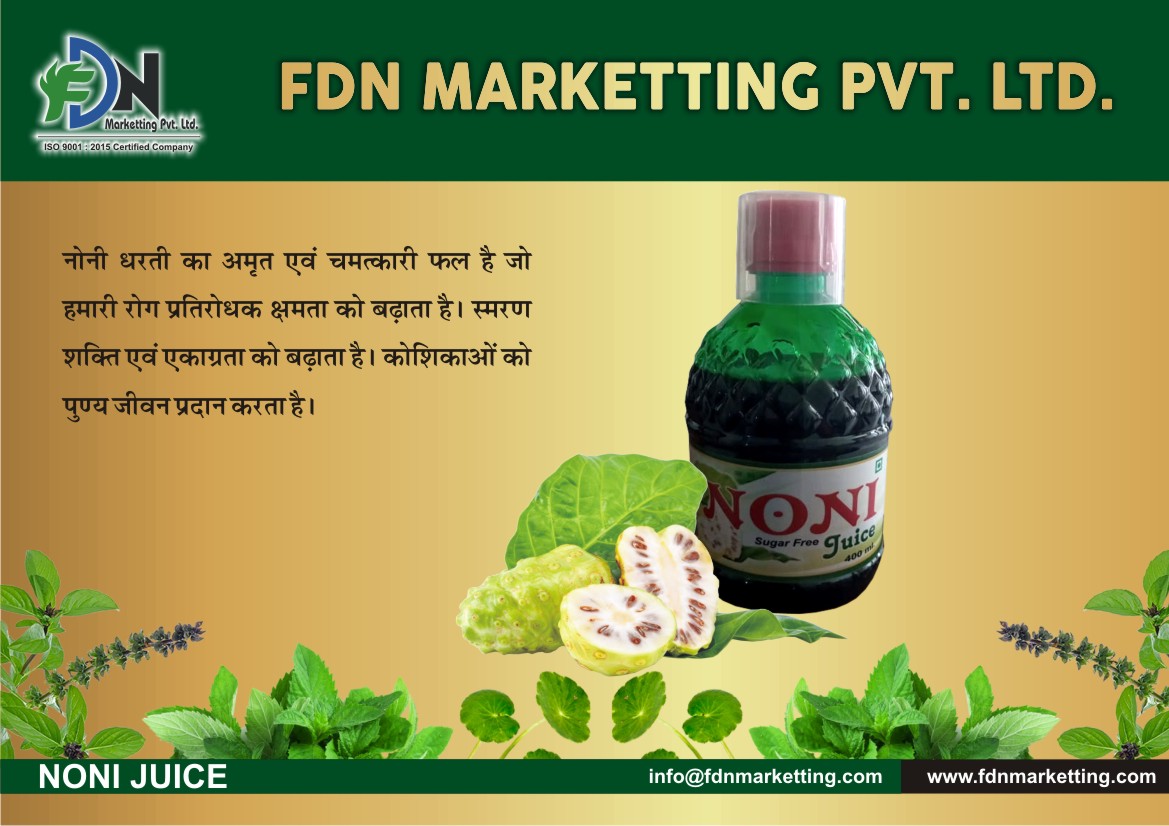 FDN
Marketting Pvt. Ltd.
ISO 9001 : 2015 Certified Company
FDN MARKETTING PVT. LTD.
नोनी धरती का अमृत एवं चमत्कारी फल है जो
हमारी रोग प्रतिरोधक क्षमता को बढ़ाता है। स्मरण
शक्ति एवं एकाग्रता को बढ़ाता है। कोशिकाओं को
पुण्य जीवन प्रदान करता है।
NONI
Sugar Free Juice
400 ml
NONI JUICE
info@fdnmarketting.com
www.fdnmarketting.com